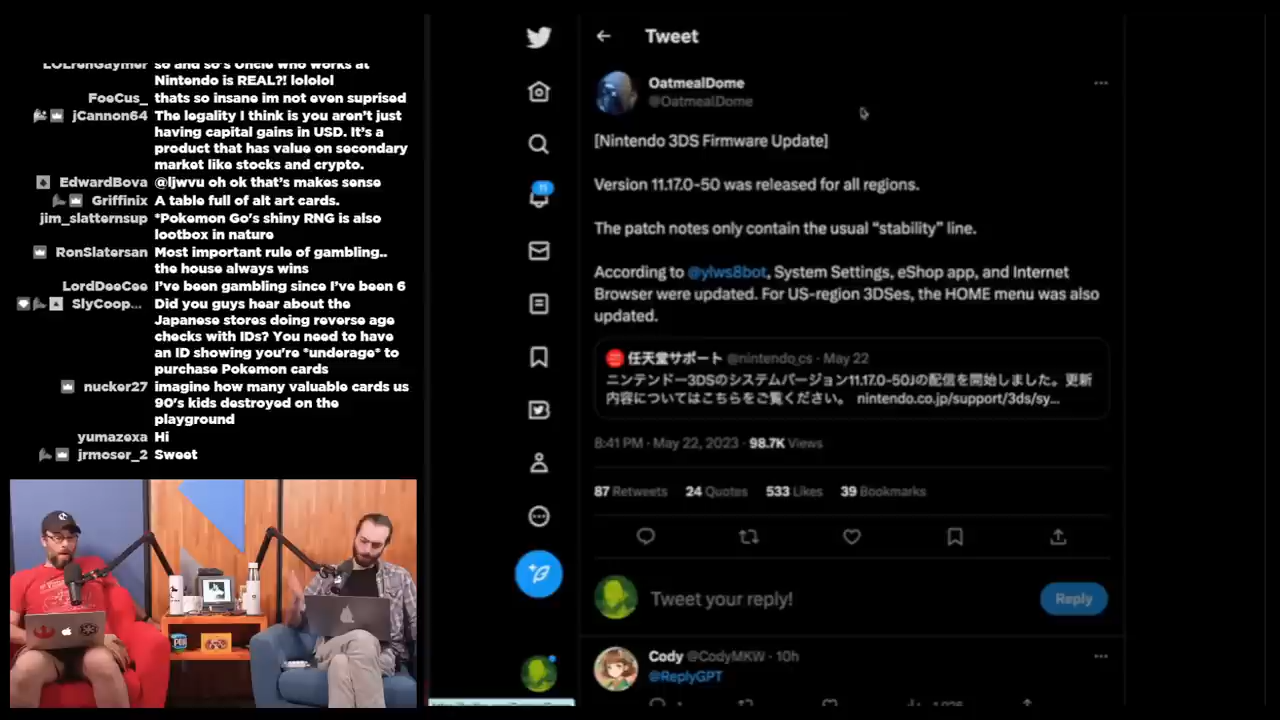 LOLrenGaymer so and so's Uncle who works at
Nintendo is REAL?! lololol
FoeCus_ thats so insane im not even suprised
jCannon64 The legality I think is you aren't just
having capital gains in USD. It's a
product that has value on secondary
market like stocks and crypto.
EdwardBova @ljwvu oh ok that's makes sense
Griffinix A table full of alt art cards.
jim_slatternsup *Pokemon Go's shiny RNG is also
lootbox in nature
RonSlatersan Most important rule of gambling..
the house always wins
LordDeeCee I've been gambling since I've been 6
SlyCoop... Did you guys hear about the
Japanese stores doing reverse age
checks with IDs? You need to have
an ID showing you're *underage* to
purchase Pokemon cards
nucker27 imagine how many valuable cards us
90's kids destroyed on the
playground
yumazexa Hi
jrmoser_2 Sweet
Tweet
OatmealDome
@OatmealDome
[Nintendo 3DS Firmware Update]
Version 11.17.0-50 was released for all regions.
The patch notes only contain the usual “stability” line.
According to @ylws8bot, System Settings, eShop app, and Internet
Browser were updated. For US-region 3DSes, the HOME menu was also
updated.
任天堂サポート @nintendo_cs · May 22
ニンテンドー3DSのシステムバージョン11.17.0-50Jの配信を開始しました。更新
内容についてはこちらをご覧ください。 nintendo.co.jp/support/3ds/sy...
8:41 PM · May 22, 2023 · 98.7K Views
87 Retweets 24 Quotes 533 Likes 39 Bookmarks
Tweet your reply!
Reply
Cody @CodyMKW · 10h
@ReplyGPT